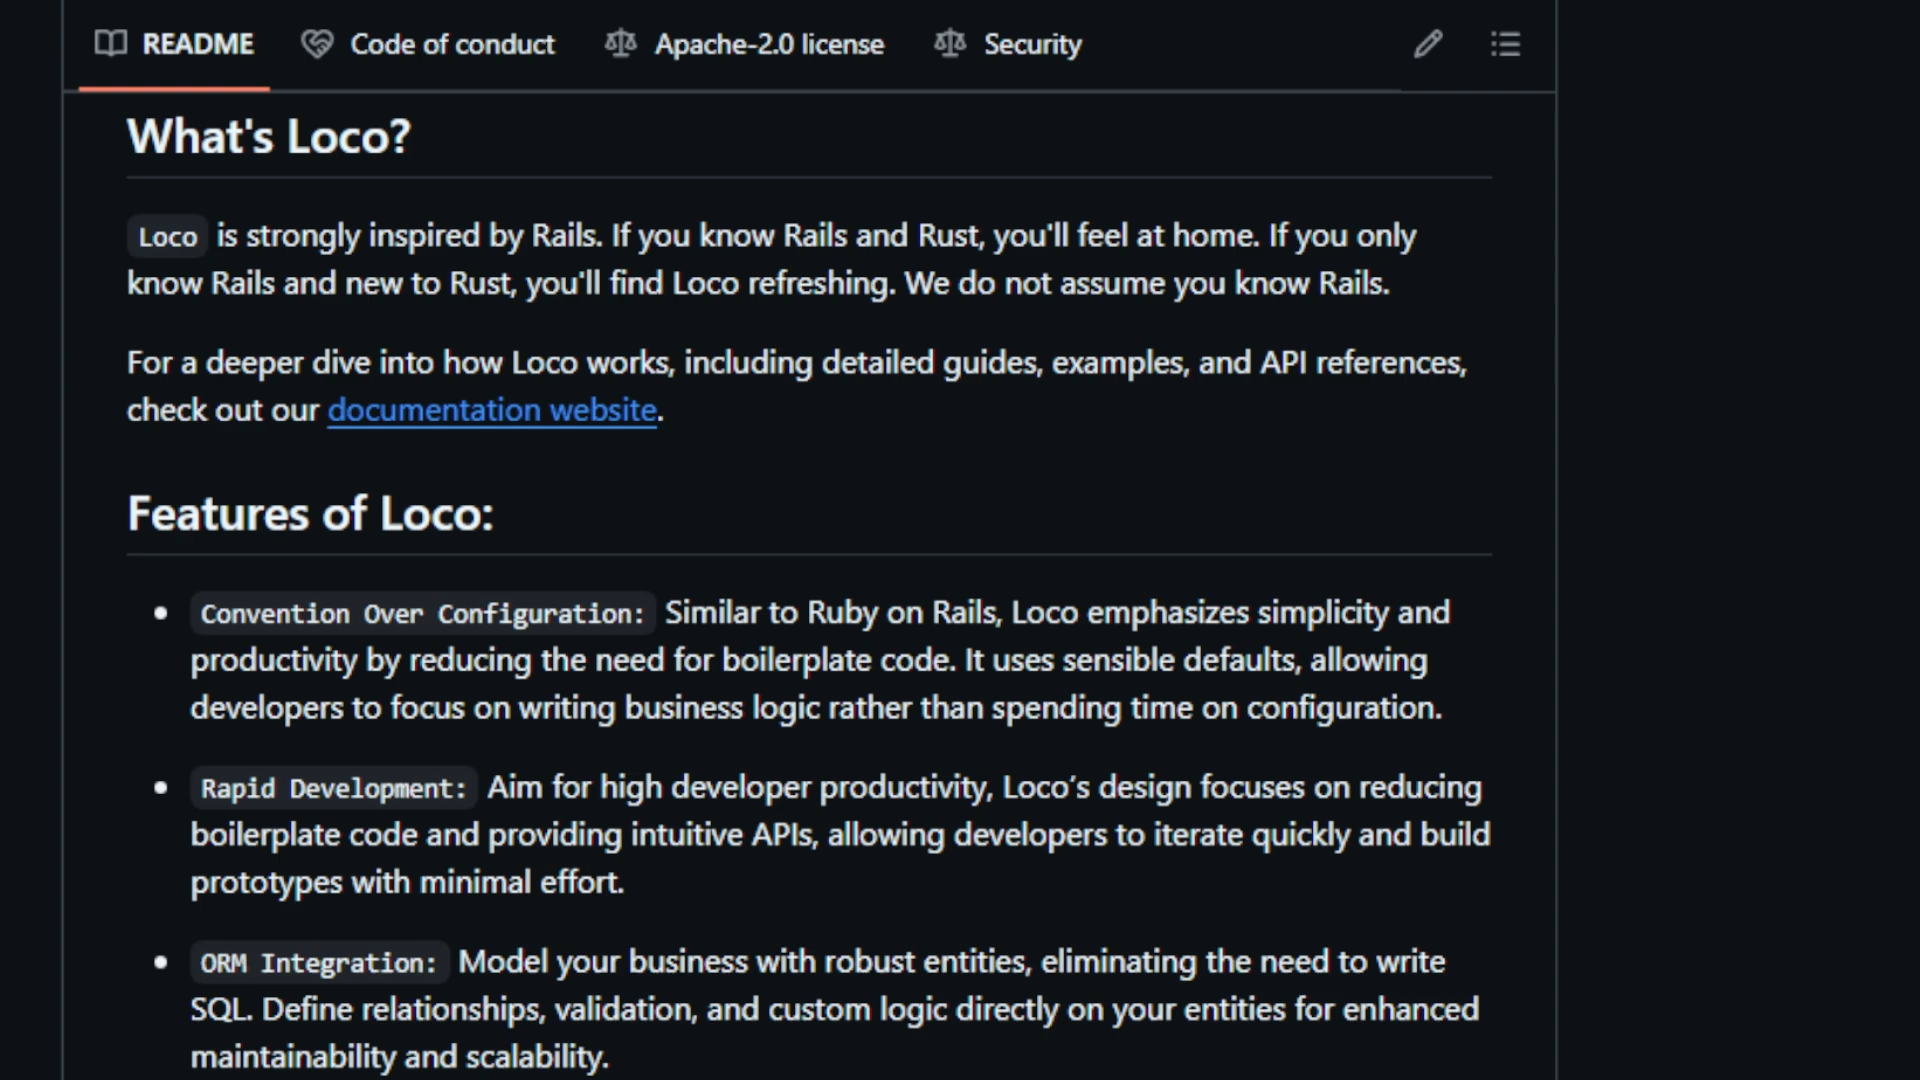 README Code of conduct Apache-2.0 license Security
What's Loco?
Loco is strongly inspired by Rails. If you know Rails and Rust, you'll feel at home. If you only
know Rails and new to Rust, you'll find Loco refreshing. We do not assume you know Rails.
For a deeper dive into how Loco works, including detailed guides, examples, and API references,
check out our documentation website.
Features of Loco:
• Convention Over Configuration: Similar to Ruby on Rails, Loco emphasizes simplicity and
productivity by reducing the need for boilerplate code. It uses sensible defaults, allowing
developers to focus on writing business logic rather than spending time on configuration.
• Rapid Development: Aim for high developer productivity, Loco’s design focuses on reducing
boilerplate code and providing intuitive APIs, allowing developers to iterate quickly and build
prototypes with minimal effort.
• ORM Integration: Model your business with robust entities, eliminating the need to write
SQL. Define relationships, validation, and custom logic directly on your entities for enhanced
maintainability and scalability.